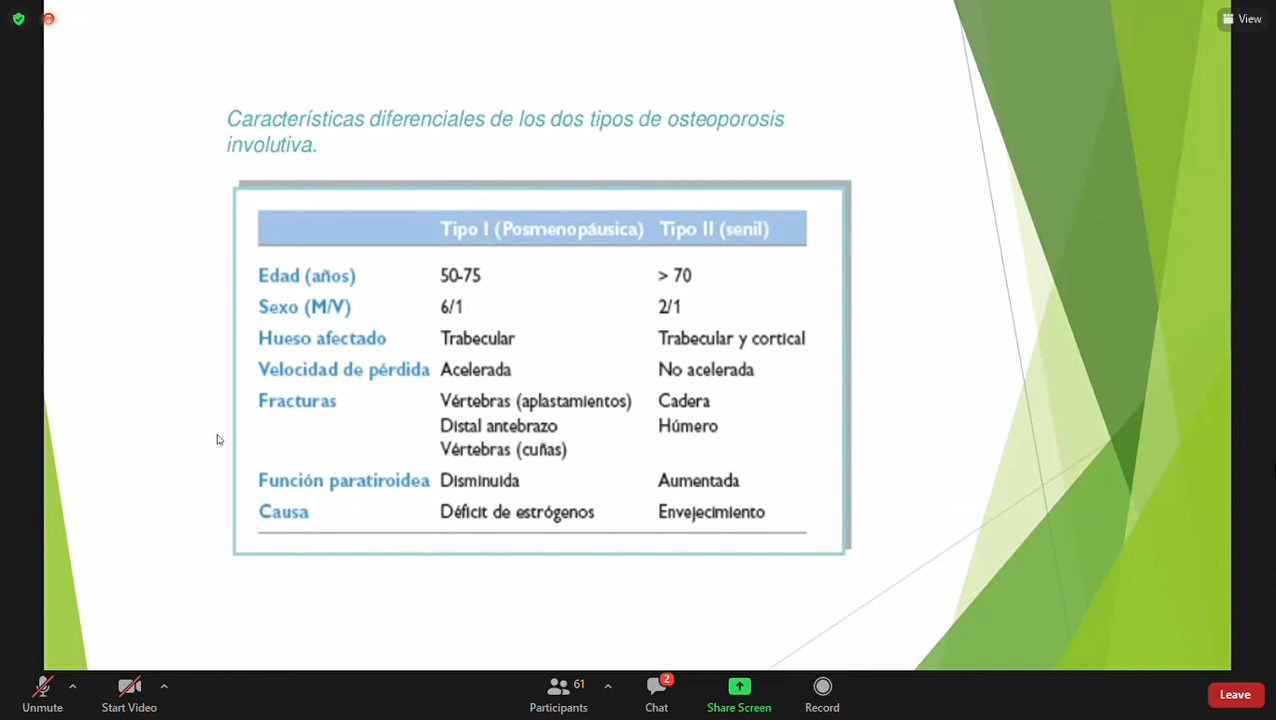 View
Características diferenciales de los dos tipos de osteoporosis
involutiva.
Tipo I (Posmenopáusica) Tipo II (senil)
Edad (años) 50-75 > 70
Sexo (M/V) 6/1 2/1
Hueso afectado Trabecular Trabecular y cortical
Velocidad de pérdida Acelerada No acelerada
Fracturas Vértebras (aplastamientos) Cadera
Distal antebrazo Húmero
Vértebras (cuñas)
Función paratiroidea Disminuida Aumentada
Causa Déficit de estrógenos Envejecimiento
61 2
Unmute Start Video Participants Chat Share Screen Record Leave